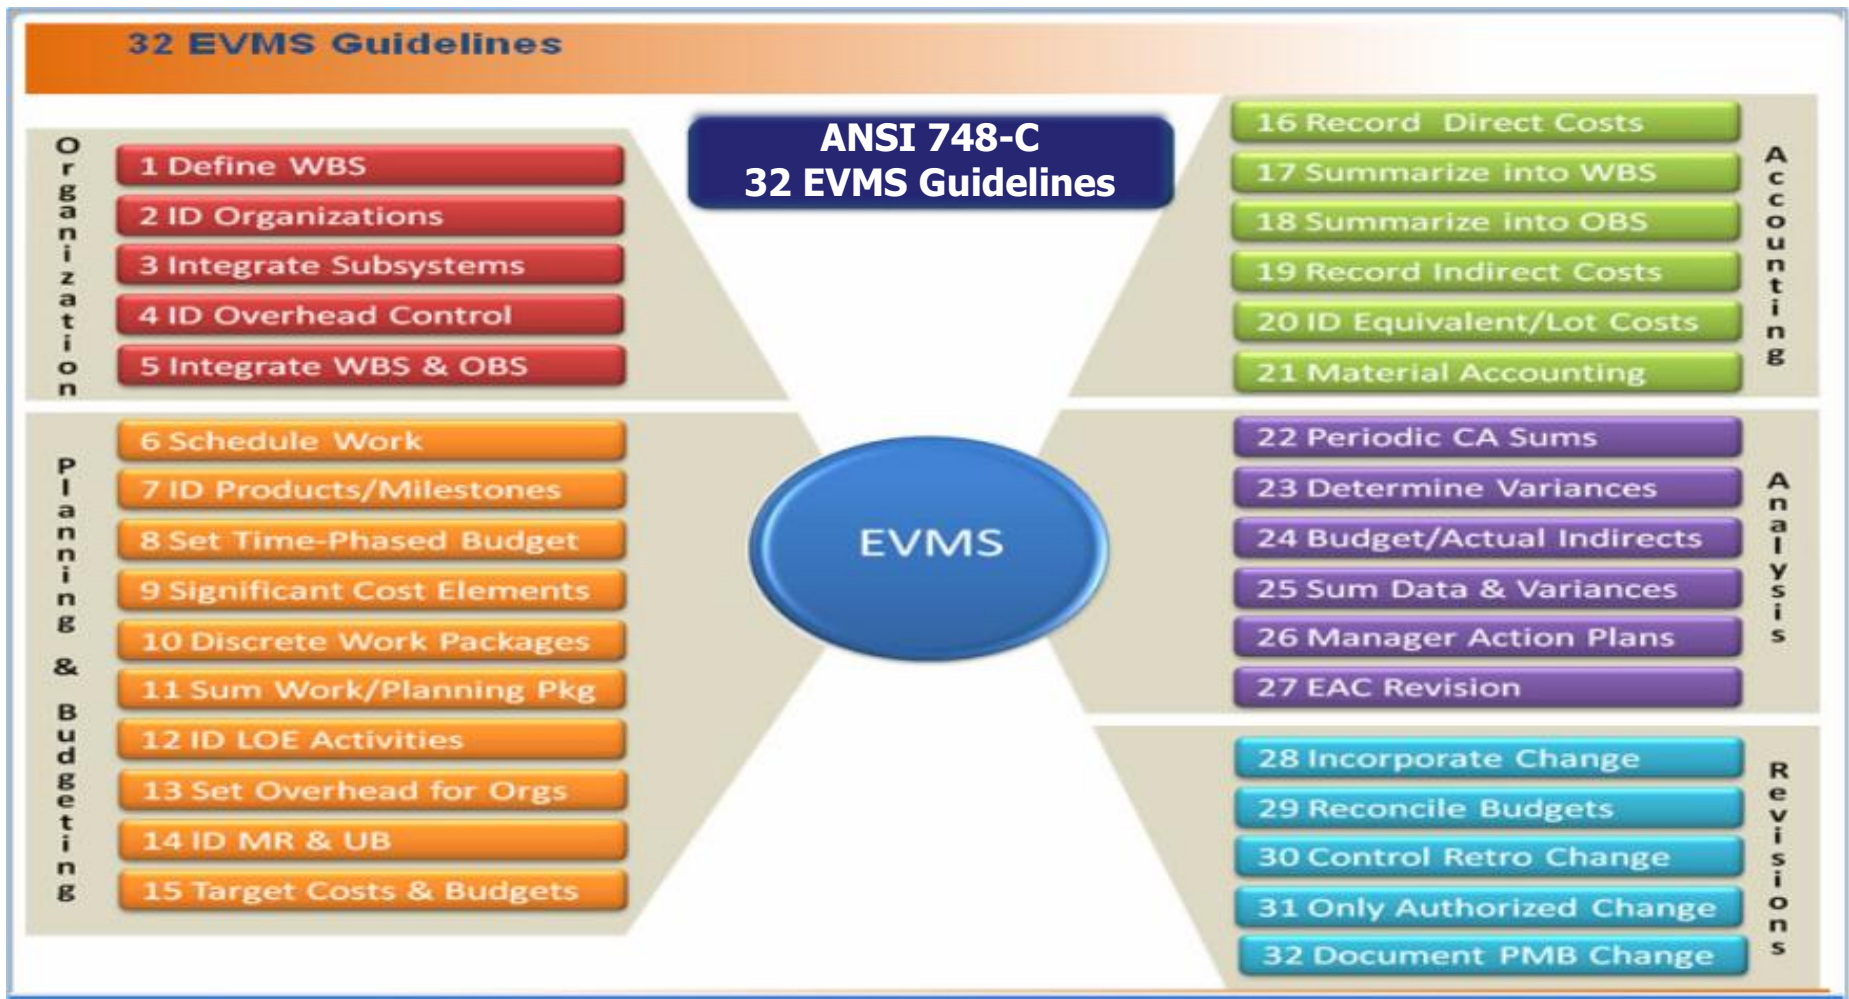 32 EVMS Guidelines
ANSI 748-C
32 EVMS Guidelines
Organization
1 Define WBS
2 ID Organizations
3 Integrate Subsystems
4 ID Overhead Control
5 Integrate WBS & OBS
Planning & Budgeting
6 Schedule Work
7 ID Products/Milestones
8 Set Time-Phased Budget
9 Significant Cost Elements
10 Discrete Work Packages
11 Sum Work/Planning Pkg
12 ID LOE Activities
13 Set Overhead for Orgs
14 ID MR & UB
15 Target Costs & Budgets
EVMS
Accounting
16 Record Direct Costs
17 Summarize into WBS
18 Summarize into OBS
19 Record Indirect Costs
20 ID Equivalent/Lot Costs
21 Material Accounting
Analysis
22 Periodic CA Sums
23 Determine Variances
24 Budget/Actual Indirects
25 Sum Data & Variances
26 Manager Action Plans
27 EAC Revision
Revisions
28 Incorporate Change
29 Reconcile Budgets
30 Control Retro Change
31 Only Authorized Change
32 Document PMB Change